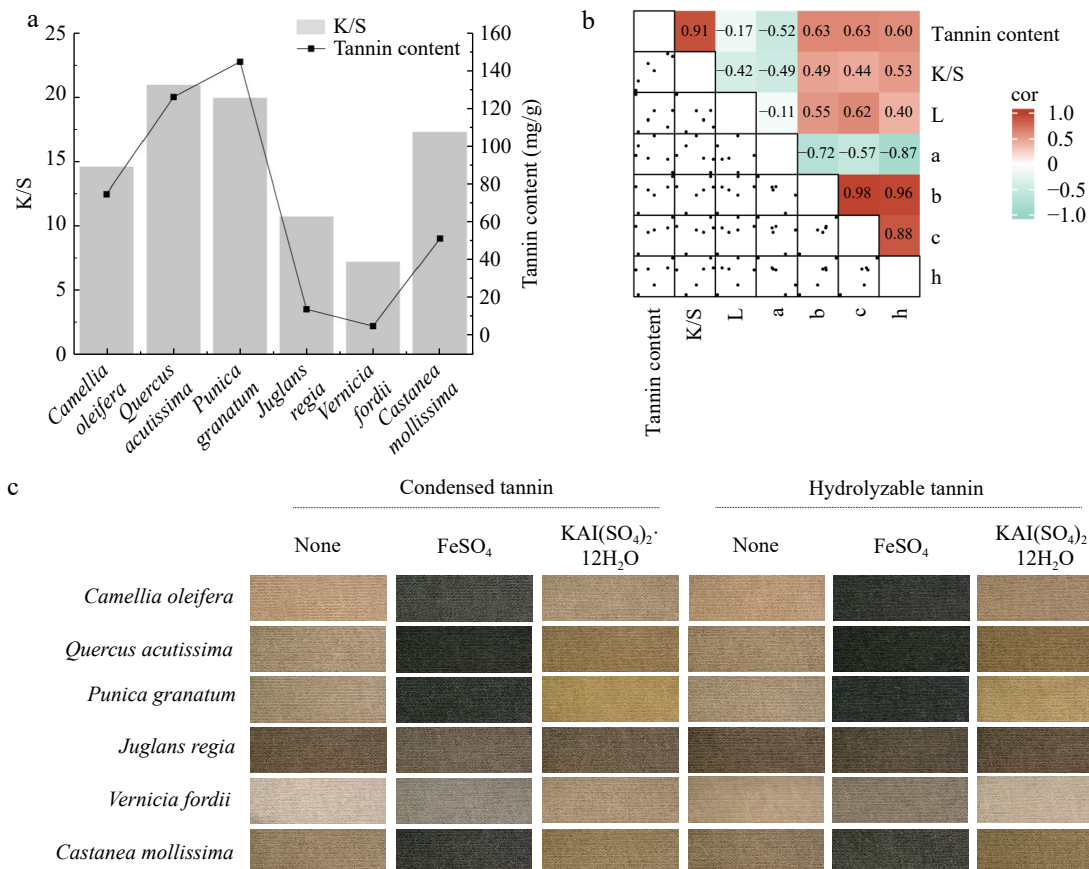 a
K/S
Tannin content
25
20
15
10
5
0
K/S
160
140
120
100
80
60
40
20
0
Tannin content (mg/g)
Camellia
oleifera
Quercus
acutissima
Punica
granatum
Juglans
regia
Vernicia
fordii
Castanea
mollissima
b
0.91 −0.17 −0.52 0.63 0.63 0.60 Tannin content
−0.42 −0.49 0.49 0.44 0.53 K/S
−0.11 0.55 0.62 0.40 L
−0.72 −0.57 −0.87 a
0.98 0.96 b
0.88 c
h
Tannin content K/S L a b c h
cor
1.0
0.5
0
−0.5
−1.0
c
Condensed tannin Hydrolyzable tannin
None FeSO₄ KAI(SO₄)₂· None FeSO₄ KAI(SO₄)₂
12H₂O 12H₂O
Camellia oleifera
Quercus acutissima
Punica granatum
Juglans regia
Vernicia fordii
Castanea mollissima